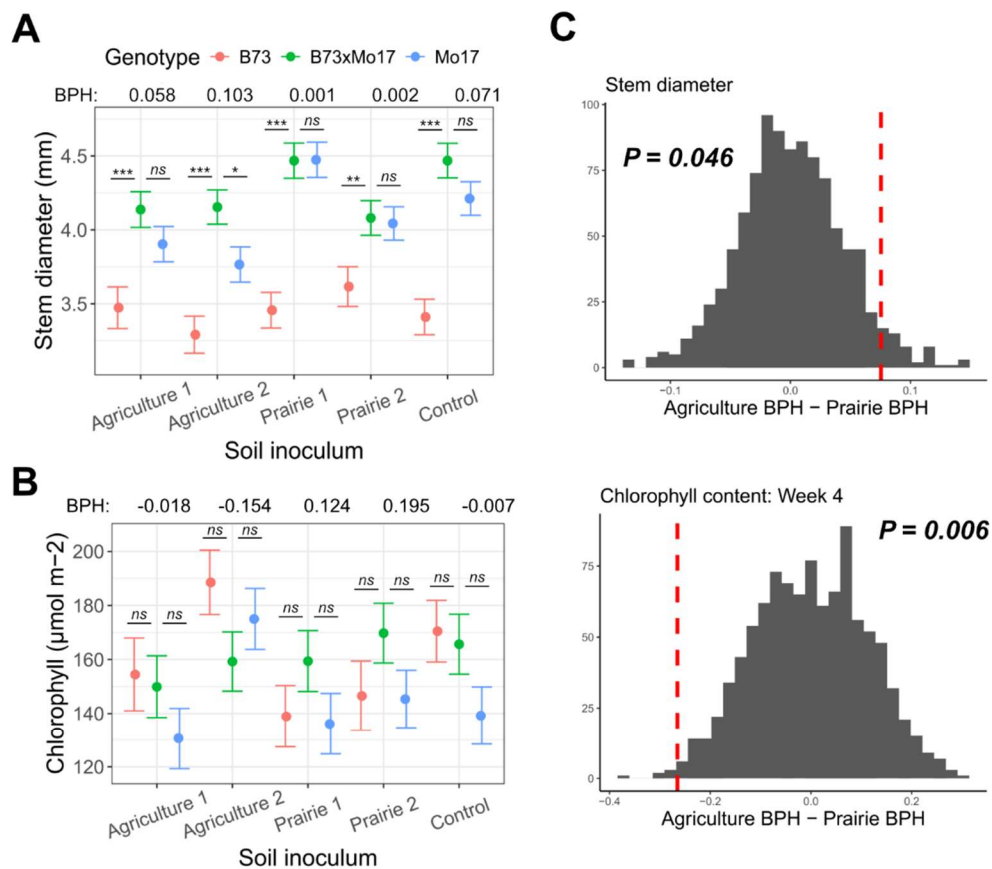 A
Genotype B73 B73xMo17 Mo17
BPH: 0.058 0.103 0.001 0.002 0.071
*** ns *** * *** ns ** ns *** ns
4.5
4.0
3.5
Stem diameter (mm)
Agriculture 1 Agriculture 2 Prairie 1 Prairie 2 Control
Soil inoculum
B
BPH: -0.018 -0.154 0.124 0.195 -0.007
ns ns ns ns ns ns ns ns ns ns
200
180
160
140
120
Chlorophyll (μmol m−2)
Agriculture 1 Agriculture 2 Prairie 1 Prairie 2 Control
Soil inoculum
C
Stem diameter
P = 0.046
100
75
50
25
0
−0.1 0.0 0.1
Agriculture BPH − Prairie BPH
Chlorophyll content: Week 4
P = 0.006
75
50
25
0
−0.4 −0.2 0.0 0.2
Agriculture BPH − Prairie BPH